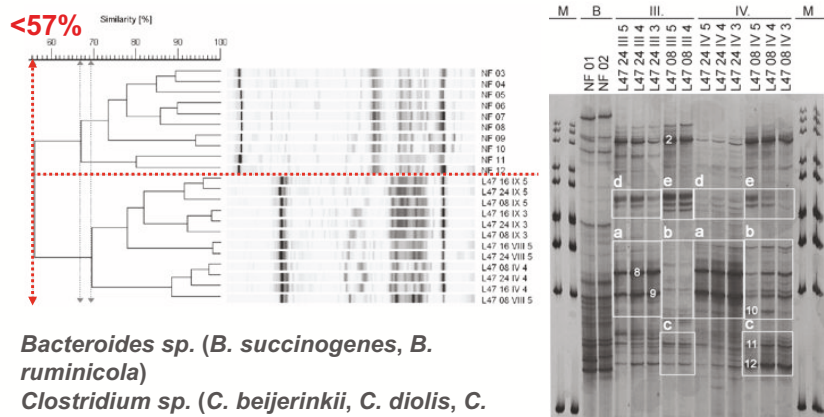 <57%
Similarity [%]
60 70 80 90 100
NF 03
NF 04
NF 05
NF 06
NF 07
NF 08
NF 09
NF 10
NF 11
NF 12
L47 16 IX 5
L47 24 IX 5
L47 08 IX 5
L47 16 IX 3
L47 24 IX 3
L47 08 IX 3
L47 16 VIII 5
L47 24 VIII 5
L47 08 IV 4
L47 24 IV 4
L47 16 IV 4
L47 08 VIII 5
Bacteroides sp. (B. succinogenes, B.
ruminicola)
Clostridium sp. (C. beijerinkii, C. diolis, C.
M B III. IV. M
NF 01
NF 02
L47 24 III 5
L47 24 III 4
L47 24 III 3
L47 08 III 5
L47 08 III 4
L47 24 IV 5
L47 24 IV 4
L47 24 IV 3
L47 08 IV 5
L47 08 IV 4
L47 08 IV 3
2
d e d e
a b a b
8
9
10
c c
11
12